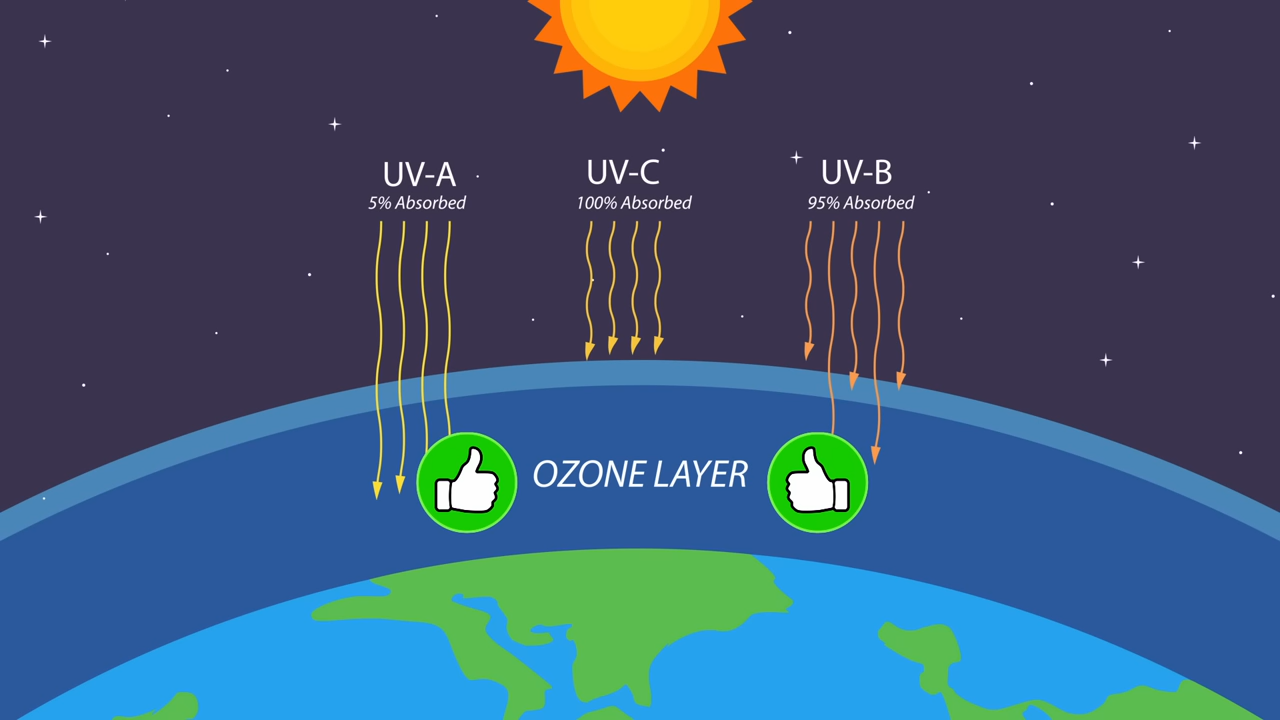 UV-A
5% Absorbed
UV-C
100% Absorbed
UV-B
95% Absorbed
OZONE LAYER